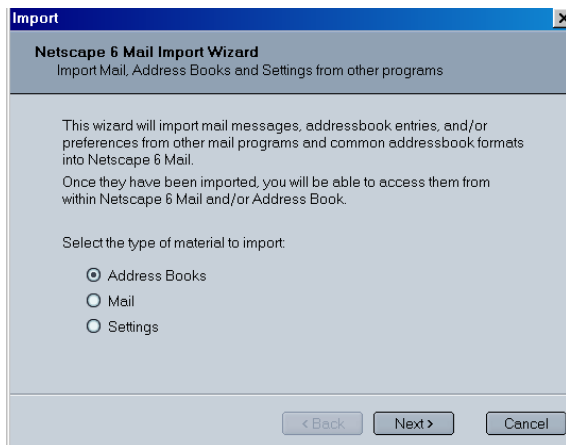 Import
Netscape 6 Mail Import Wizard
Import Mail, Address Books and Settings from other programs
This wizard will import mail messages, addressbook entries, and/or
preferences from other mail programs and common addressbook formats
into Netscape 6 Mail.
Once they have been imported, you will be able to access them from
within Netscape 6 Mail and/or Address Book.
Select the type of material to import:
Address Books
Mail
Settings
< Back Next > Cancel